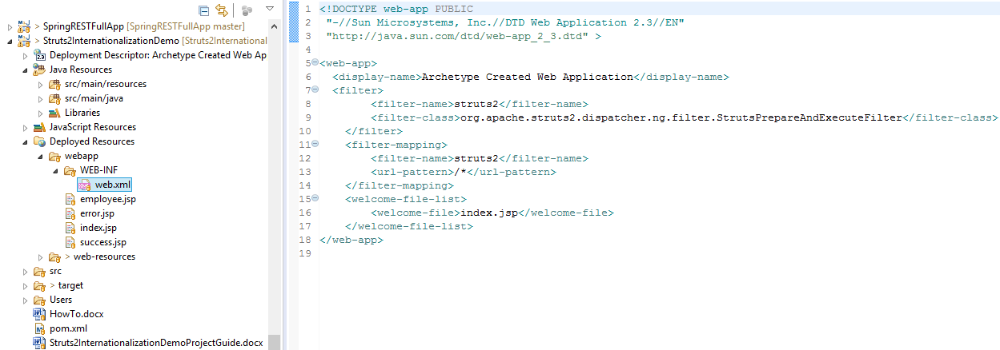 > SpringRESTFullApp [SpringRESTFullApp master]
> Struts2InternationalizationDemo [Struts2International
Deployment Descriptor: Archetype Created Web Ap
Java Resources
src/main/resources
src/main/java
Libraries
JavaScript Resources
Deployed Resources
webapp
WEB-INF
web.xml
employee.jsp
error.jsp
index.jsp
success.jsp
> web-resources
src
> target
Users
HowTo.docx
pom.xml
Struts2InternationalizationDemoProjectGuide.docx
1 <!DOCTYPE web-app PUBLIC
2 "-//Sun Microsystems, Inc.//DTD Web Application 2.3//EN"
3 "http://java.sun.com/dtd/web-app_2_3.dtd" >
4
5 <web-app>
6 <display-name>Archetype Created Web Application</display-name>
7 <filter>
8 <filter-name>struts2</filter-name>
9 <filter-class>org.apache.struts2.dispatcher.ng.filter.StrutsPrepareAndExecuteFilter</filter-class>
10 </filter>
11 <filter-mapping>
12 <filter-name>struts2</filter-name>
13 <url-pattern>/*</url-pattern>
14 </filter-mapping>
15 <welcome-file-list>
16 <welcome-file>index.jsp</welcome-file>
17 </welcome-file-list>
18 </web-app>
19